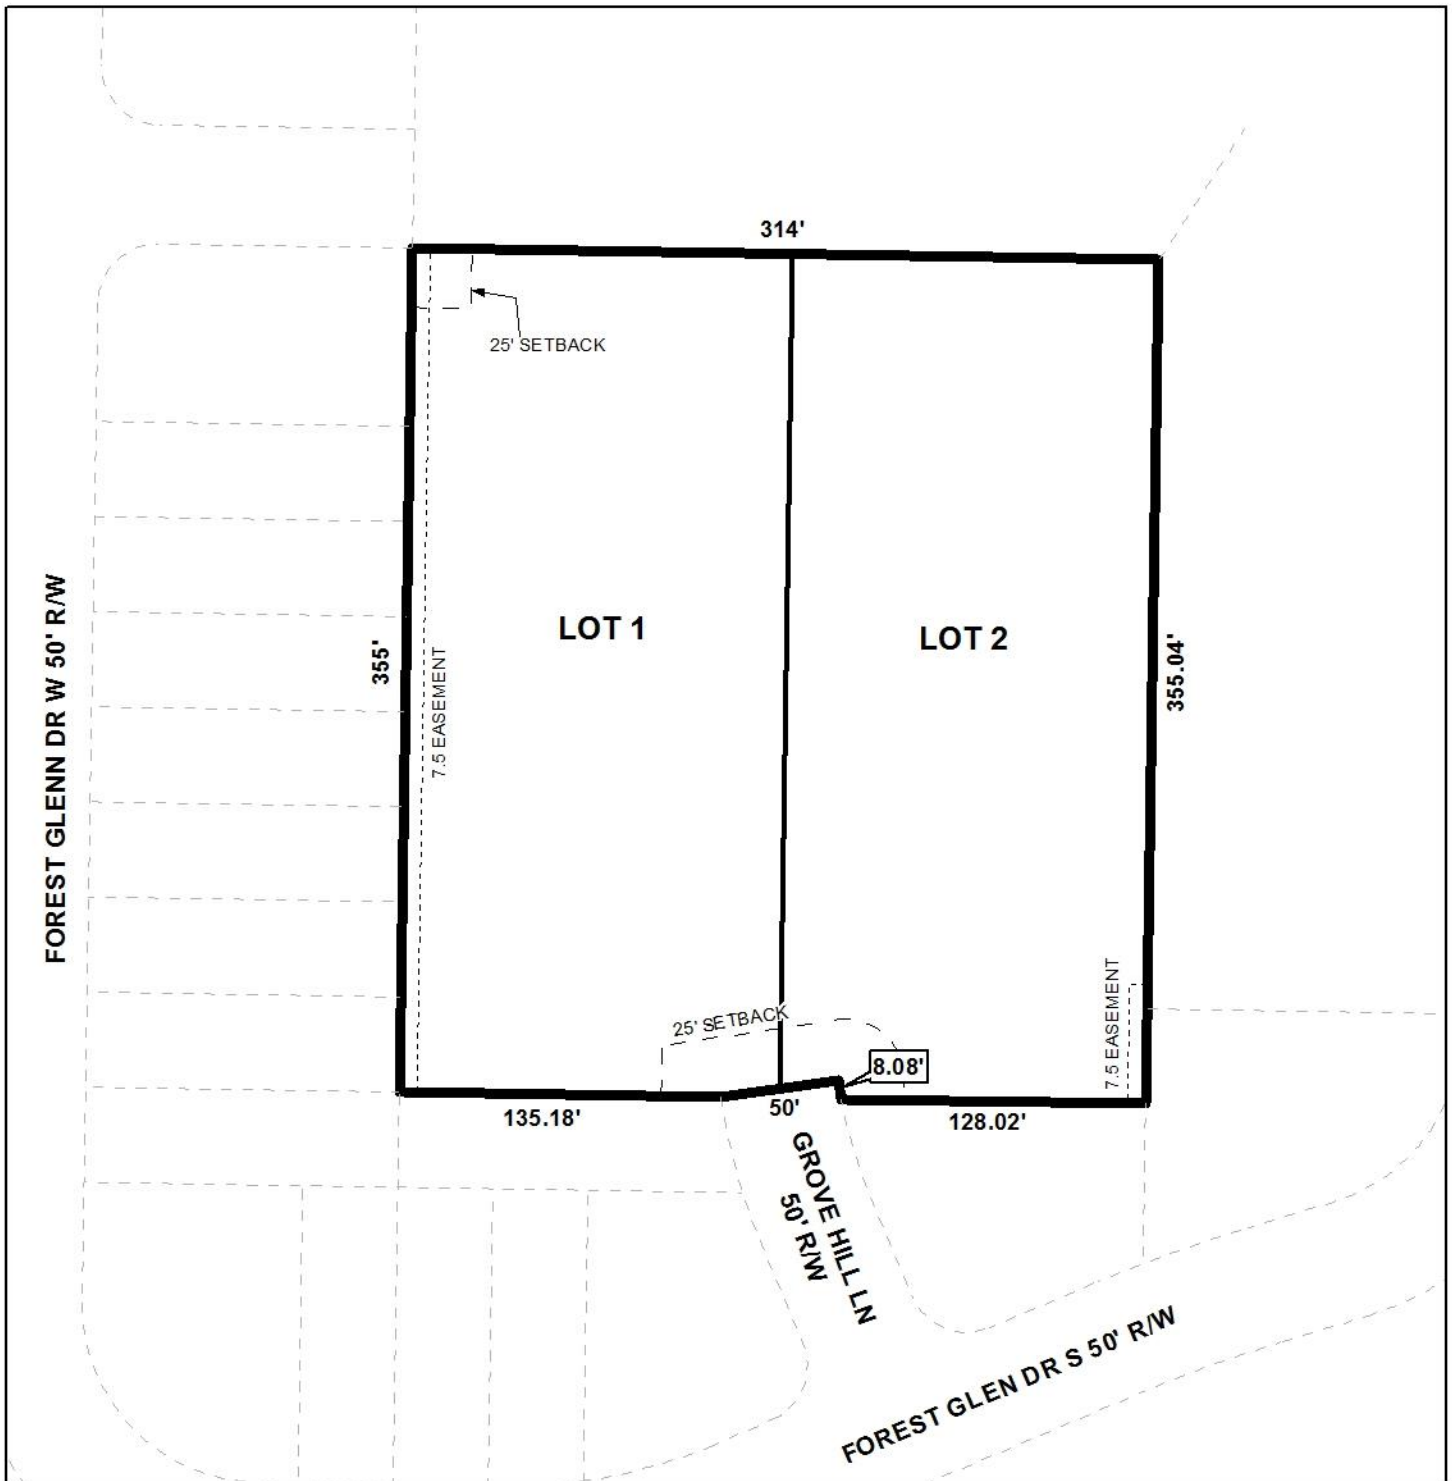 314'
25' SETBACK
LOT 1
LOT 2
FOREST GLENN DR W 50' R/W
355'
7.5 EASEMENT
355.04'
25' SETBACK
7.5 EASEMENT
8.08'
135.18'
50'
128.02'
GROVE HILL LN
50' R/W
FOREST GLEN DR S 50' R/W